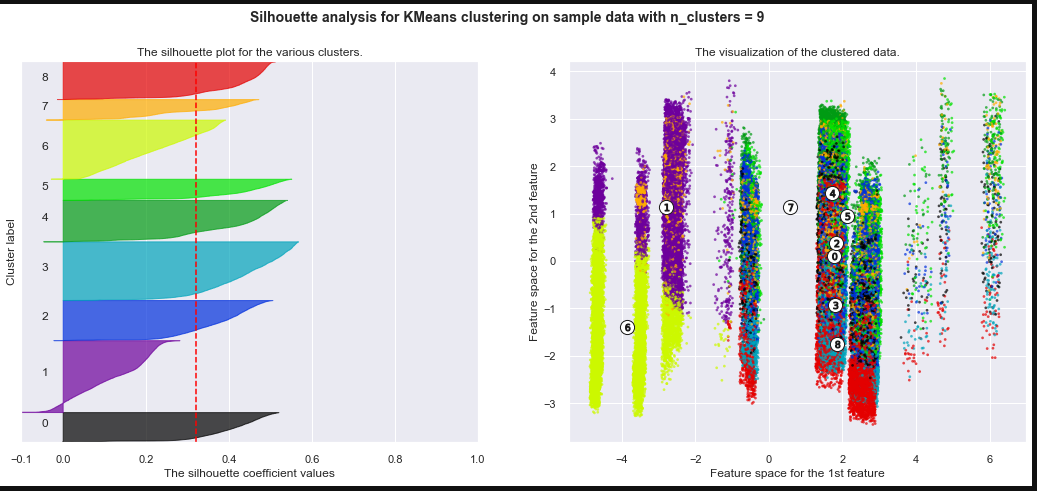 Silhouette analysis for KMeans clustering on sample data with n_clusters = 9
The silhouette plot for the various clusters.
8
7
6
5
4
3
2
1
0
Cluster label
−0.1 0.0 0.2 0.4 0.6 0.8 1.0
The silhouette coefficient values
The visualization of the clustered data.
4
3
2
1
0
−1
−2
−3
Feature space for the 2nd feature
4
1
7
5
2
0
3
6
8
−4 −2 0 2 4 6
Feature space for the 1st feature